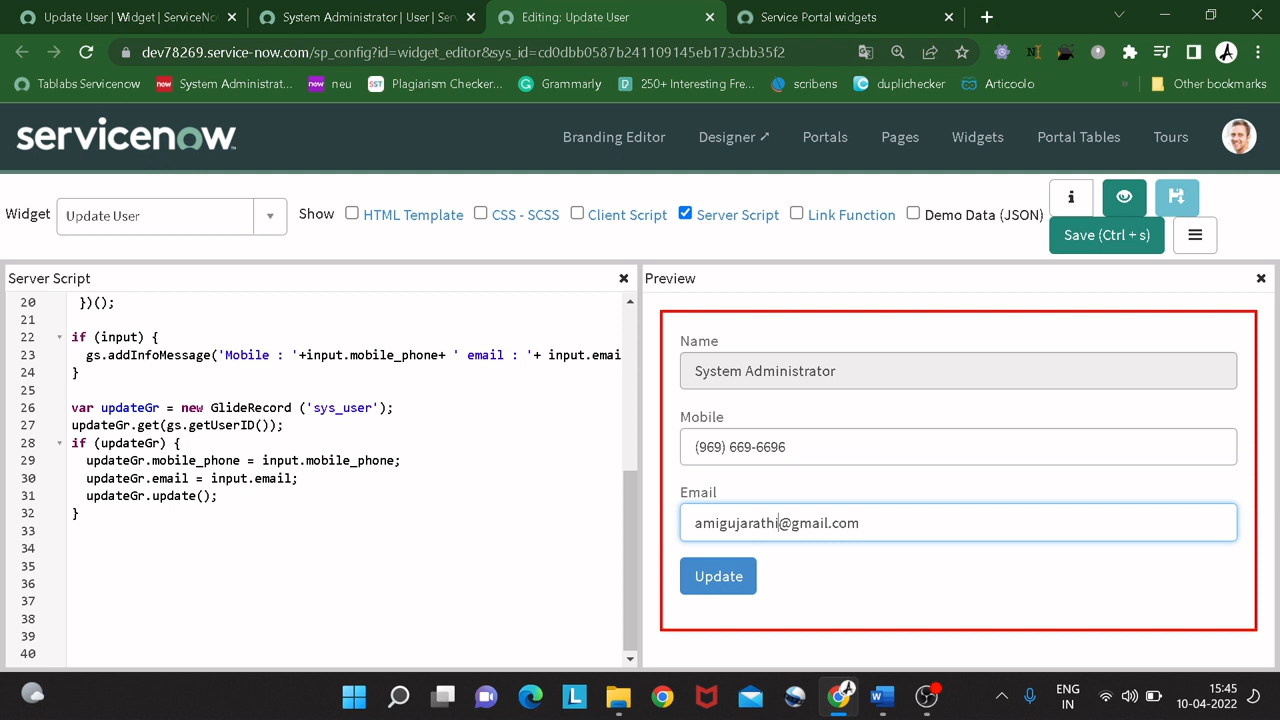 Update User | Widget | ServiceNo
System Administrator | User | Serv
Editing: Update User
Service Portal widgets
dev78269.service-now.com/sp_config?id=widget_editor&sys_id=cd0dbb0587b241109145eb173cbb35f2
Tablabs Servicenow
now
System Administrat...
now
neu
SST
Plagiarism Checker...
Grammarly
250+ Interesting Free...
scribens
duplichecker
Articoolo
»
Other bookmarks
servicenow
Branding Editor
Designer
Portals
Pages
Widgets
Portal Tables
Tours
Widget
Update User
Show
HTML Template
CSS - SCSS
Client Script
Server Script
Link Function
Demo Data (JSON)
i
Save (Ctrl + s)
Server Script
Preview
20 })();
21
22 if (input) {
23 gs.addInfoMessage('Mobile : '+input.mobile_phone+ ' email : '+ input.emai
24 }
25
26 var updateGr = new GlideRecord ('sys_user');
27 updateGr.get(gs.getUserID());
28 if (updateGr) {
29 updateGr.mobile_phone = input.mobile_phone;
30 updateGr.email = input.email;
31 updateGr.update();
32 }
33
34
35
36
37
38
39
40
Name
System Administrator
Mobile
(969) 669-6696
Email
amigujarathi@gmail.com
Update
ENG
IN
15:45
10-04-2022